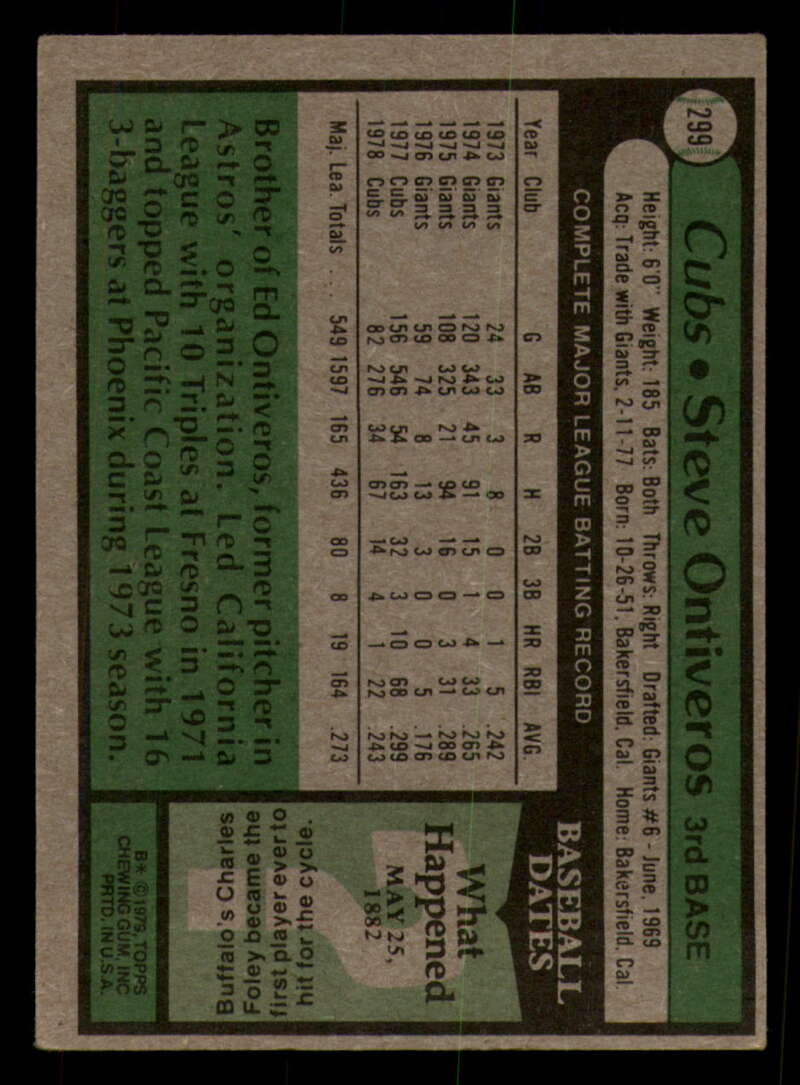 299
Cubs • Steve Ontiveros 3rd BASE
Height: 6'0" Weight: 185 Bats: Both Throws: Right Drafted: Giants #6 - June, 1969
Acq: Trade with Giants, 2-11-77 Born: 10-26-51, Bakersfield, Cal. Home: Bakersfield, Cal.
COMPLETE MAJOR LEAGUE BATTING RECORD
Year Club G AB R H 2B 3B HR RBI AVG.
1973 Giants 24 33 3 8 0 0 1 5 .242
1974 Giants 120 343 45 91 15 1 4 33 .265
1975 Giants 108 325 21 94 16 0 3 31 .289
1976 Giants 59 74 8 13 3 0 0 5 .176
1977 Cubs 156 546 54 163 32 3 10 68 .299
1978 Cubs 82 276 34 67 14 4 1 22 .243
Maj. Lea. Totals .... 549 1597 165 436 80 8 19 164 .273
Brother of Ed Ontiveros, former pitcher in
Astros' organization. Led California
League with 10 Triples at Fresno in 1971
and topped Pacific Coast League with 16
3-baggers at Phoenix during 1973 season.
BASEBALL
DATES
What
Happened
MAY 25,
1882
?
Buffalo's Charles
Foley became the
first player ever to
hit for the cycle.
B* ©1979, TOPPS
CHEWING GUM, INC.
PRTD. IN U.S.A.